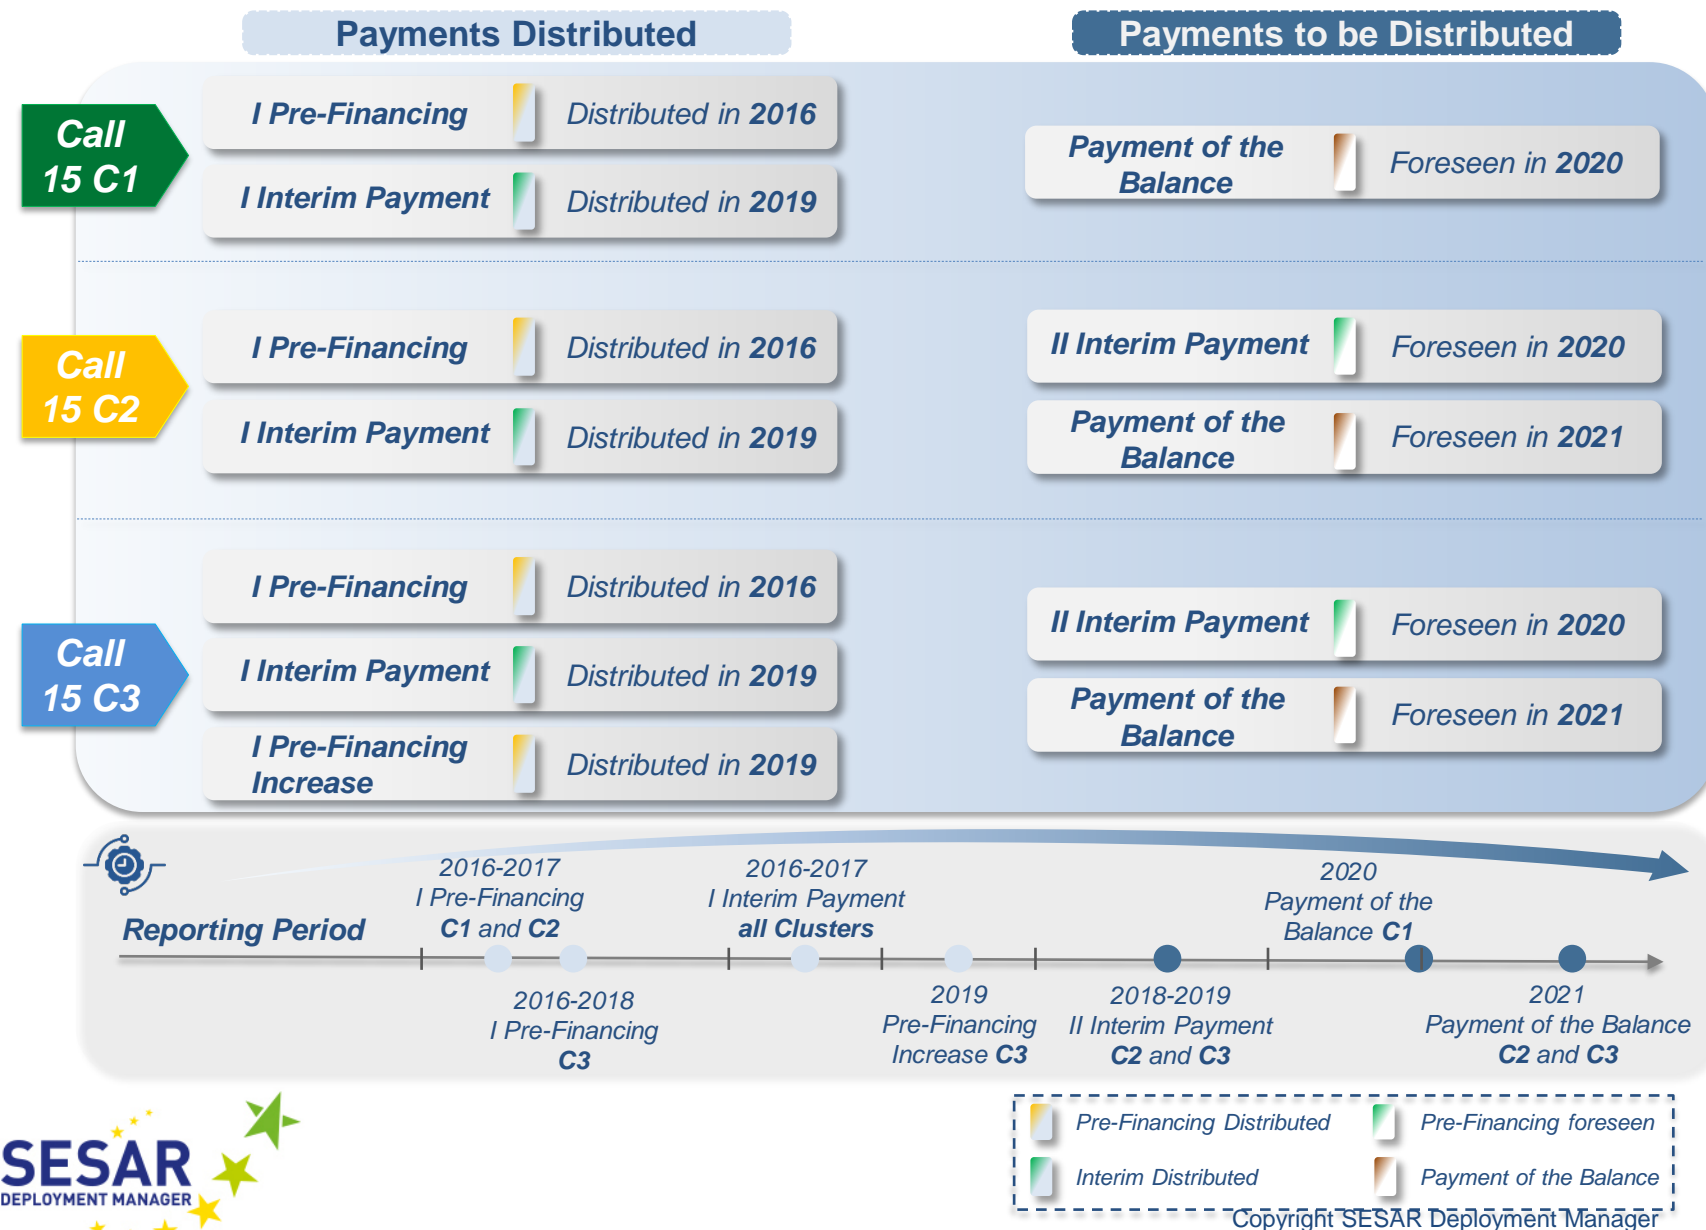 Payments Distributed
Payments to be Distributed
Call
15 C1
I Pre-Financing
Distributed in 2016
I Interim Payment
Distributed in 2019
Payment of the
Balance
Foreseen in 2020
Call
15 C2
I Pre-Financing
Distributed in 2016
I Interim Payment
Distributed in 2019
II Interim Payment
Foreseen in 2020
Payment of the
Balance
Foreseen in 2021
Call
15 C3
I Pre-Financing
Distributed in 2016
I Interim Payment
Distributed in 2019
I Pre-Financing
Increase
Distributed in 2019
II Interim Payment
Foreseen in 2020
Payment of the
Balance
Foreseen in 2021
Reporting Period
2016-2017
I Pre-Financing
C1 and C2
2016-2018
I Pre-Financing
C3
2016-2017
I Interim Payment
all Clusters
2019
Pre-Financing
Increase C3
2018-2019
II Interim Payment
C2 and C3
2020
Payment of the
Balance C1
2021
Payment of the Balance
C2 and C3
SESAR
DEPLOYMENT MANAGER
Pre-Financing Distributed
Pre-Financing foreseen
Interim Distributed
Payment of the Balance
Copyright SESAR Deployment Manager